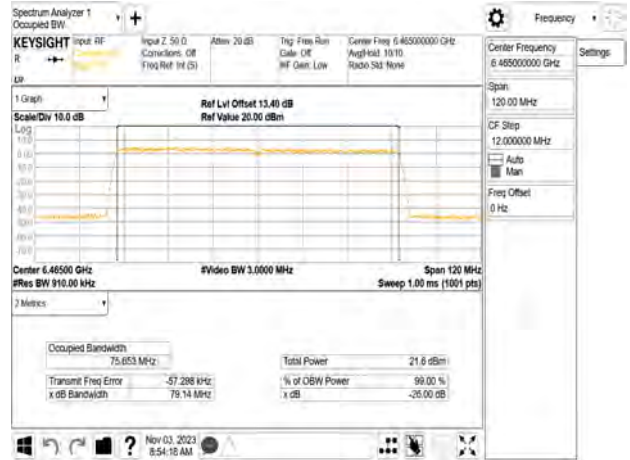 Spectrum Analyzer 1
Occupied BW
Frequency
KEYSIGHT Input: RF
R
Input Z: 50 Ω
Corrections: Off
Freq Ref: Int (S)
Atten: 20 dB
Trig: Free Run
Gate: Off
#IF Gain: Low
Center Freq: 6.465000000 GHz
Avg|Hold: 10/10
Radio Std: None
Center Frequency
6.465000000 GHz
Settings
Span
120.00 MHz
CF Step
12.000000 MHz
Auto
Man
Freq Offset
0 Hz
1 Graph
Scale/Div 10.0 dB
Ref Lvl Offset 13.40 dB
Ref Value 20.00 dBm
Log
Center 6.46500 GHz
#Res BW 910.00 kHz
#Video BW 3.0000 MHz
Span 120 MHz
Sweep 1.00 ms (1001 pts)
2 Metrics
Occupied Bandwidth
75.653 MHz
Total Power 21.6 dBm
Transmit Freq Error -57.298 kHz
% of OBW Power 99.00 %
x dB Bandwidth 79.14 MHz
x dB -26.00 dB
Nov 03, 2023
8:54:18 AM